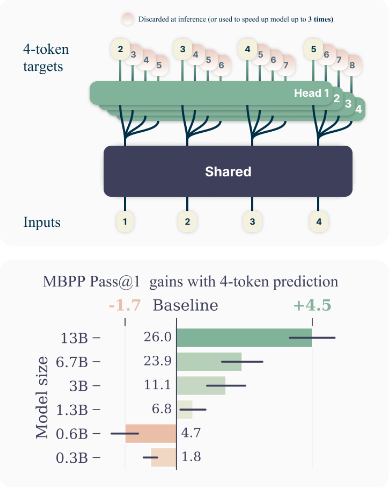 Discarded at inference (or used to speed up model up to 3 times)
4-token targets
2 3 4 5 3 4 5 6 4 5 6 7 5 6 7 8
Head 1 2 3 4
Shared
Inputs 1 2 3 4
MBPP Pass@1 gains with 4-token prediction
-1.7 Baseline +4.5
Model size
13B 26.0
6.7B 23.9
3B 11.1
1.3B 6.8
0.6B 4.7
0.3B 1.8